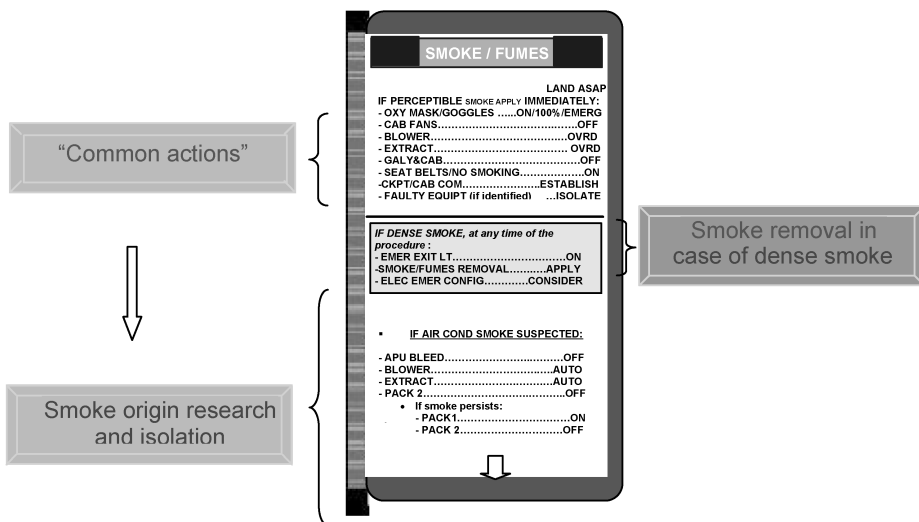 SMOKE / FUMES
LAND ASAP
IF PERCEPTIBLE SMOKE APPLY IMMEDIATELY:
- OXY MASK/GOGGLES ......ON/100%/EMERG
- CAB FANS..............................................OFF
- BLOWER...........................................OVRD
- EXTRACT.......................................... OVRD
- GALY&CAB............................................OFF
- SEAT BELTS/NO SMOKING...................ON
-CKPT/CAB COM.......................ESTABLISH
- FAULTY EQUIPT (if identified) ...ISOLATE
"Common actions"
IF DENSE SMOKE, at any time of the
procedure :
- EMER EXIT LT....................................ON
-SMOKE/FUMES REMOVAL...........APPLY
- ELEC EMER CONFIG.............CONSIDER
Smoke removal in
case of dense smoke
▪ IF AIR COND SMOKE SUSPECTED:
- APU BLEED........................................OFF
- BLOWER..........................................AUTO
- EXTRACT.........................................AUTO
- PACK 2..............................................OFF
• If smoke persists:
- PACK1....................................ON
- PACK 2..................................OFF
Smoke origin research
and isolation